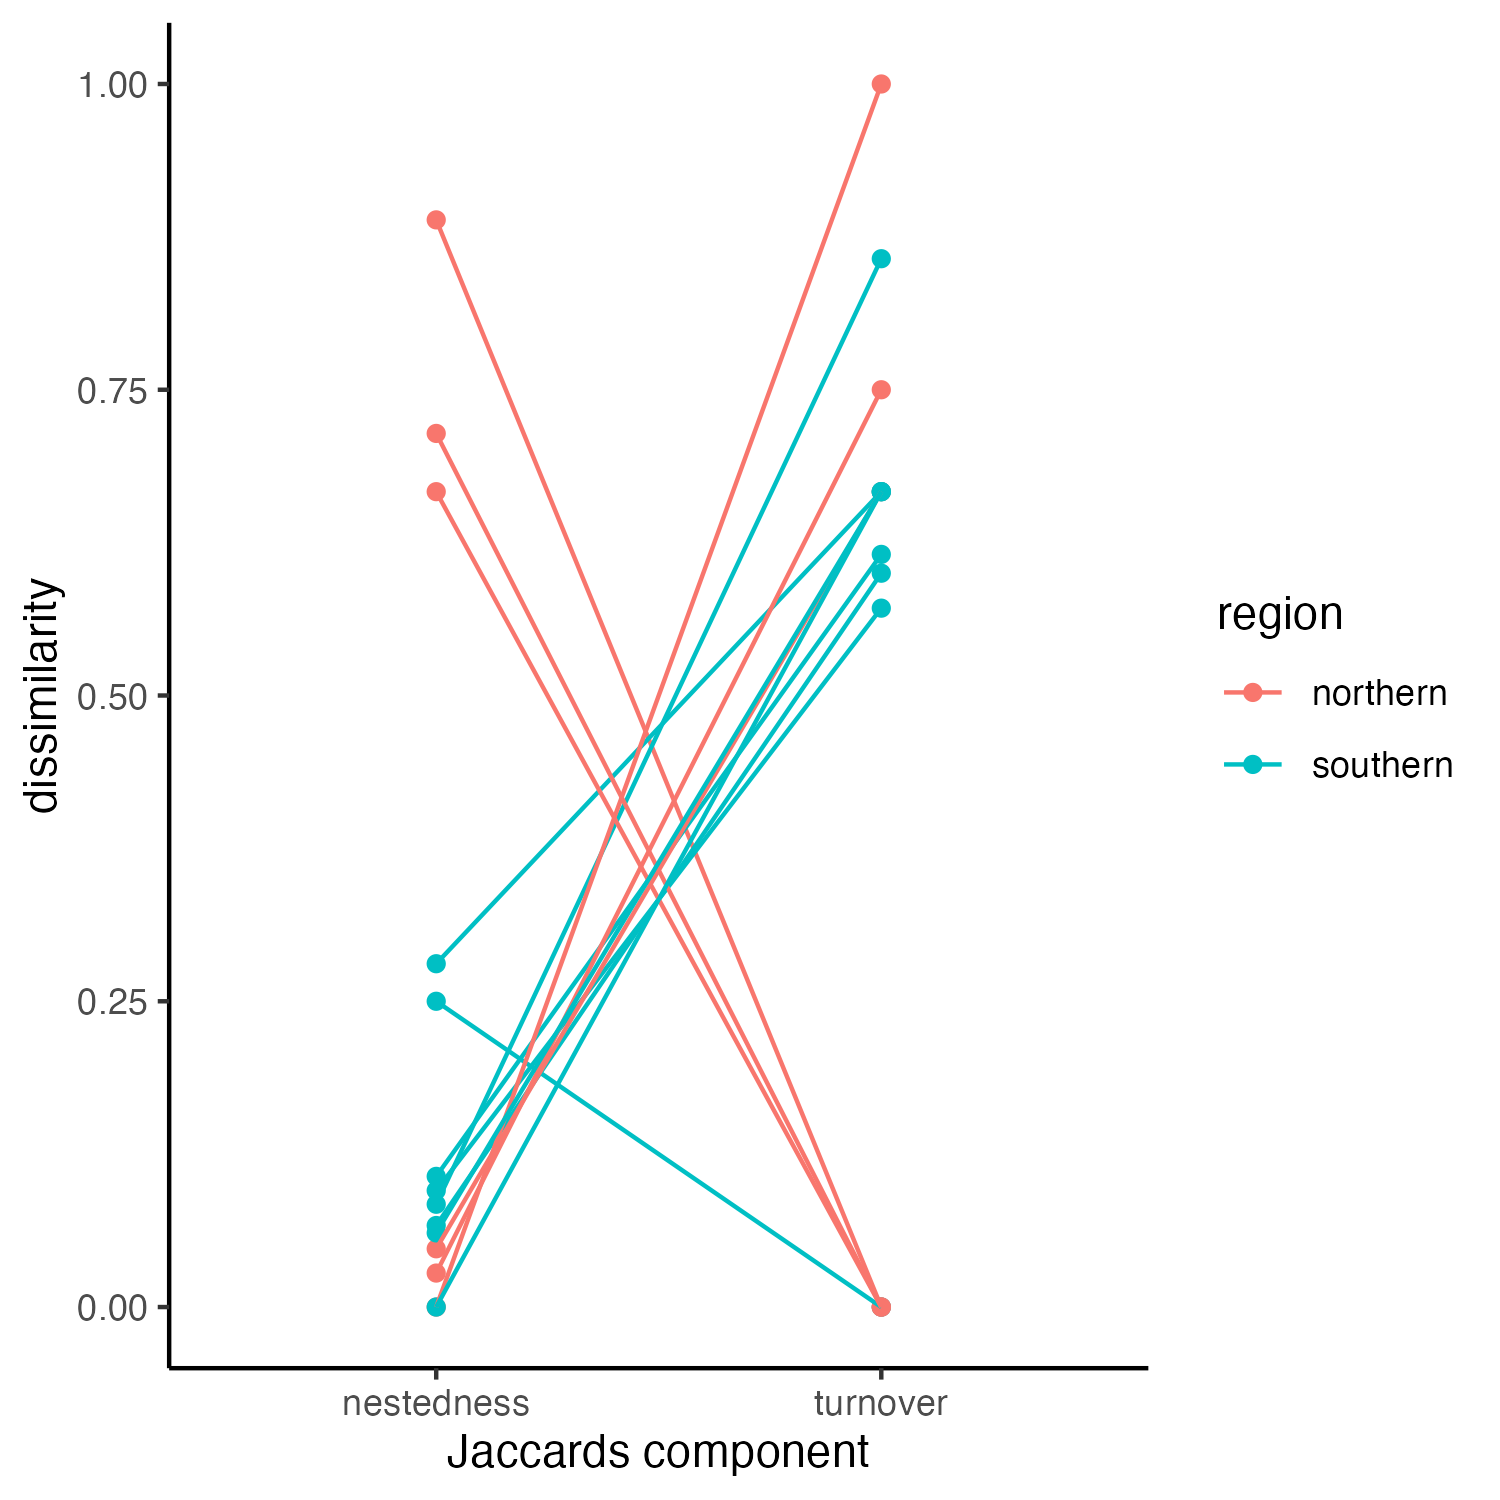 1.00
0.75
0.50
0.25
0.00
dissimilarity
nestedness
turnover
Jaccards component
region
northern
southern